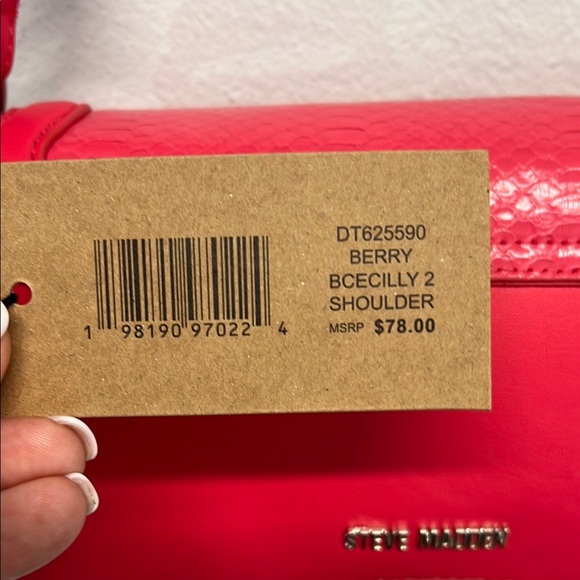 DT625590
BERRY
BCECILLY 2
SHOULDER
MSRP $78.00
1 98190 97022 4
STEVE MADDEN